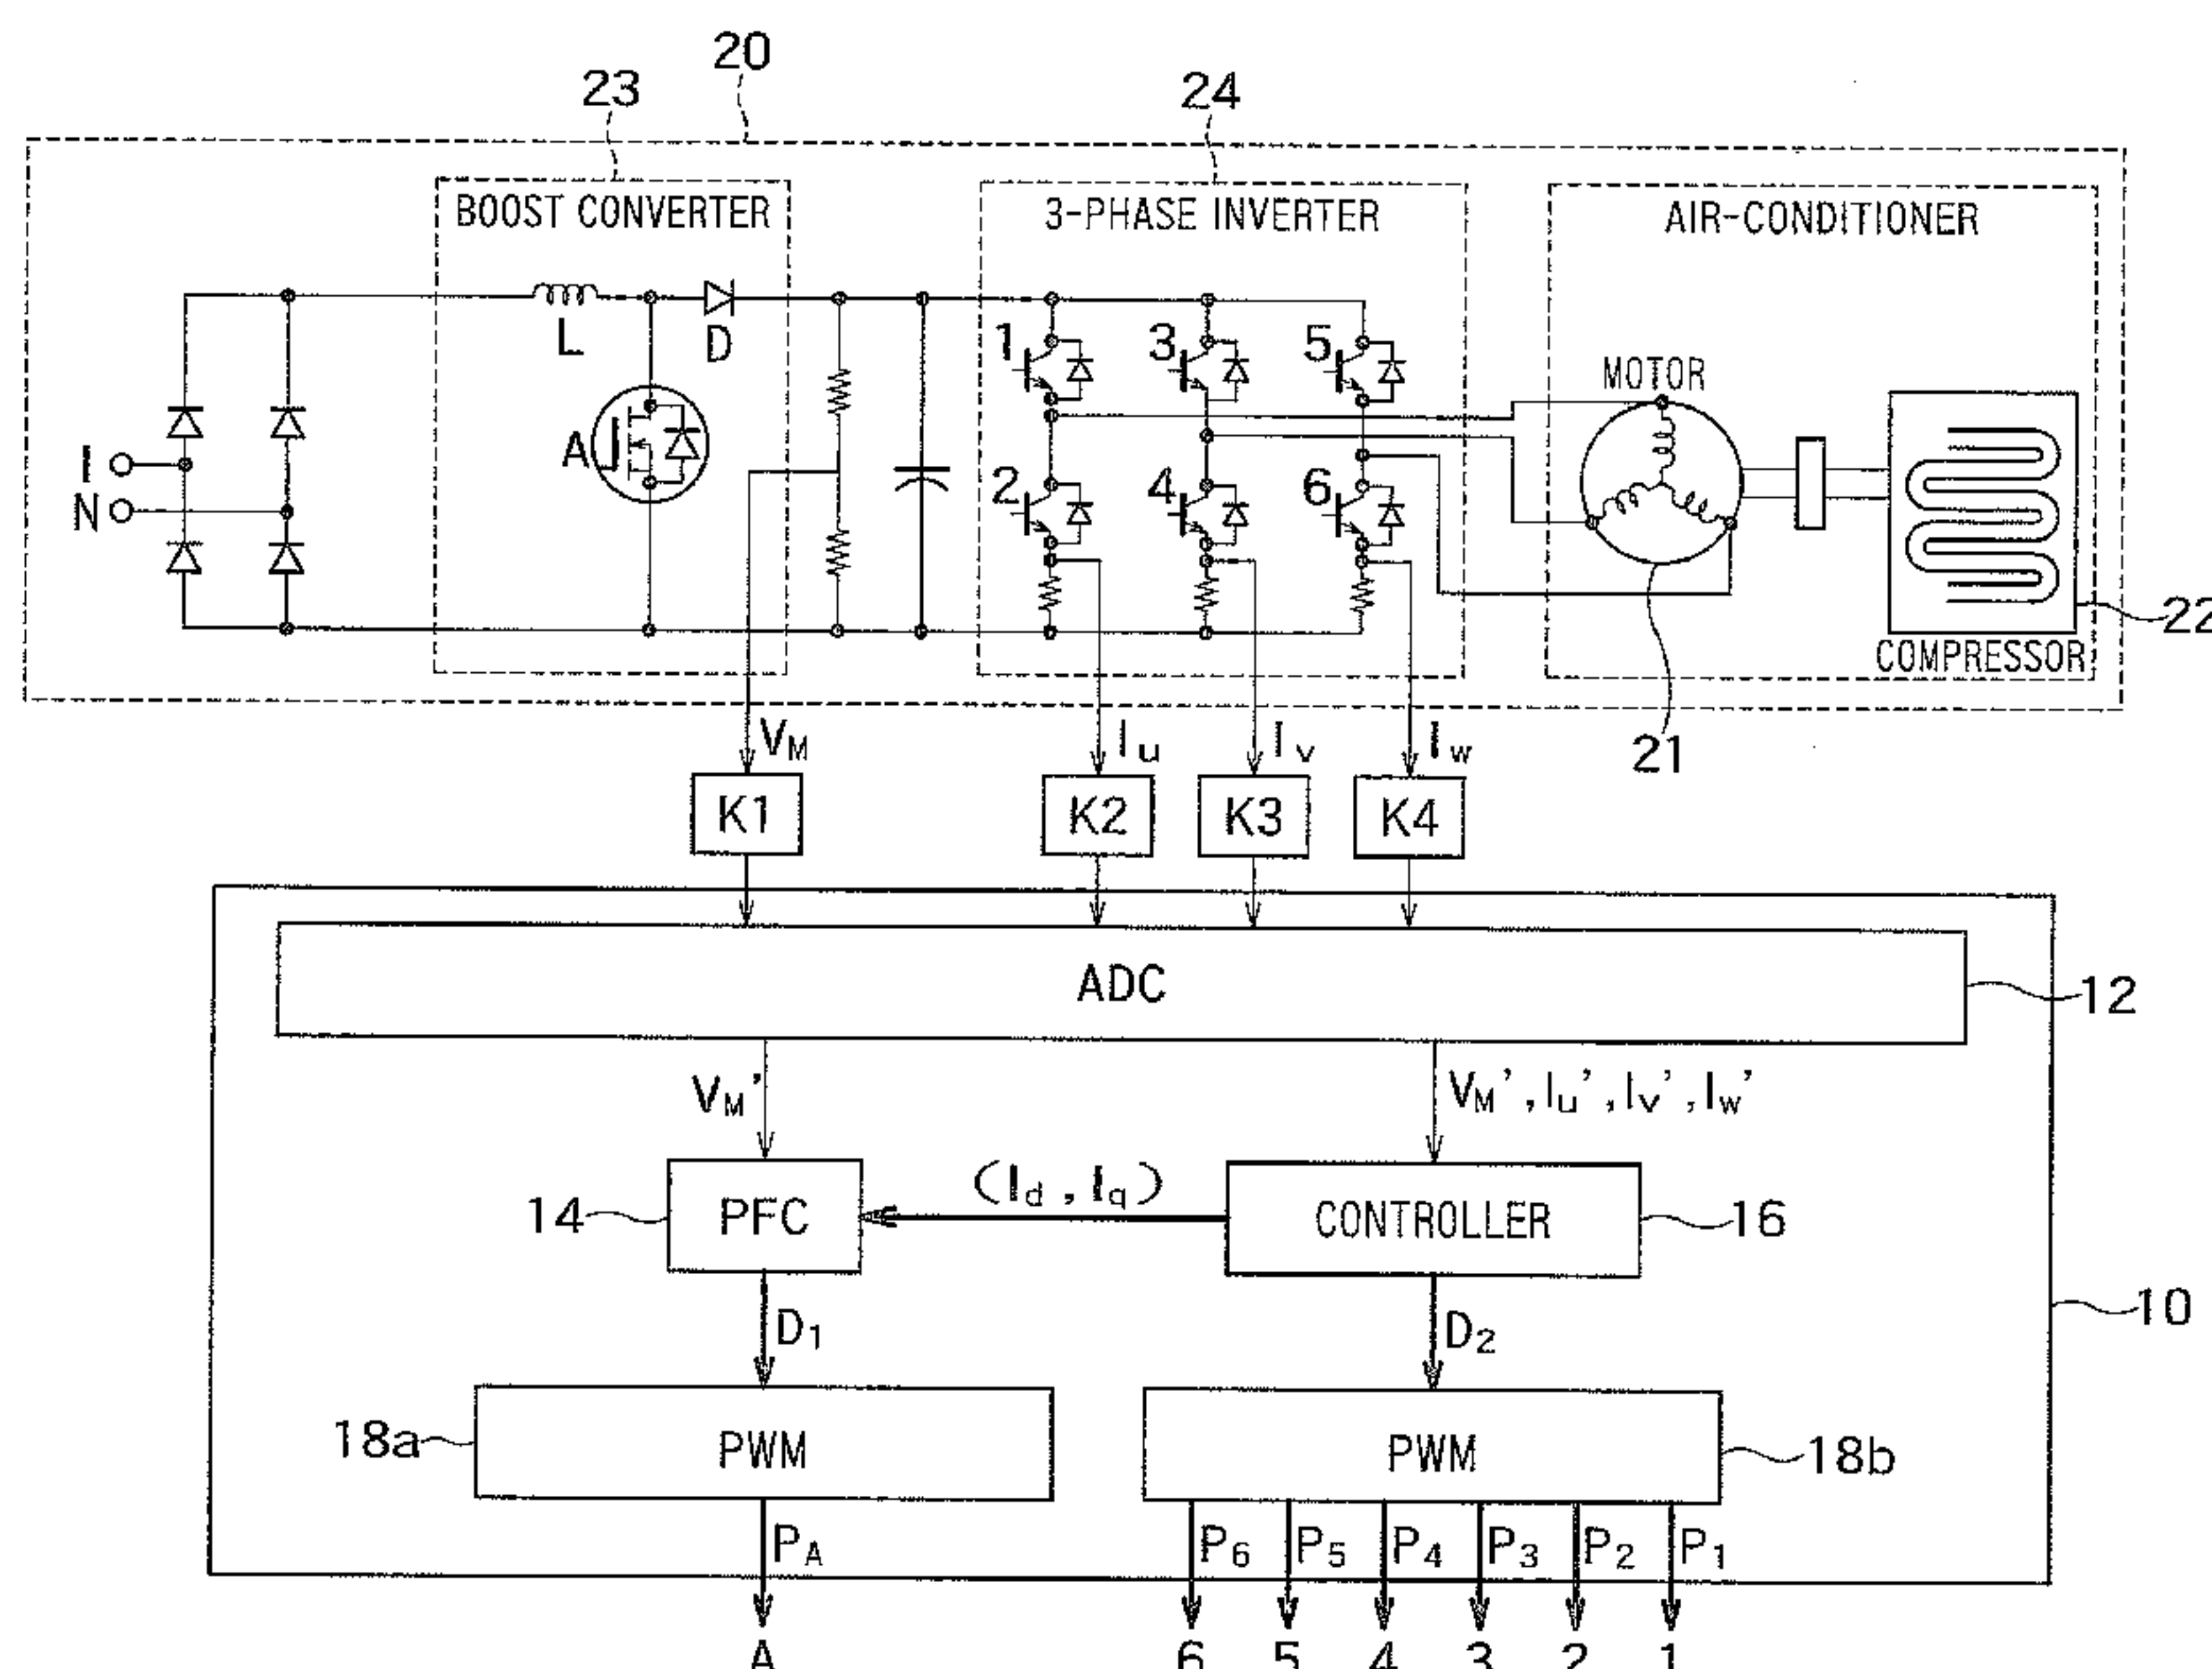 20
23
24
BOOST CONVERTER
3-PHASE INVERTER
AIR-CONDITIONER
L
D
1
3
5
MOTOR
A
I
N
2
4
6
22
COMPRESSOR
21
VM
Iu
Iv
Iw
K1
K2
K3
K4
ADC
12
VM'
VM', Iu', Iv', Iw'
(Id, Iq)
14
PFC
CONTROLLER
16
10
D1
D2
18a
PWM
PWM
18b
PA
P6
P5
P4
P3
P2
P1
A
6
5
4
3
2
1